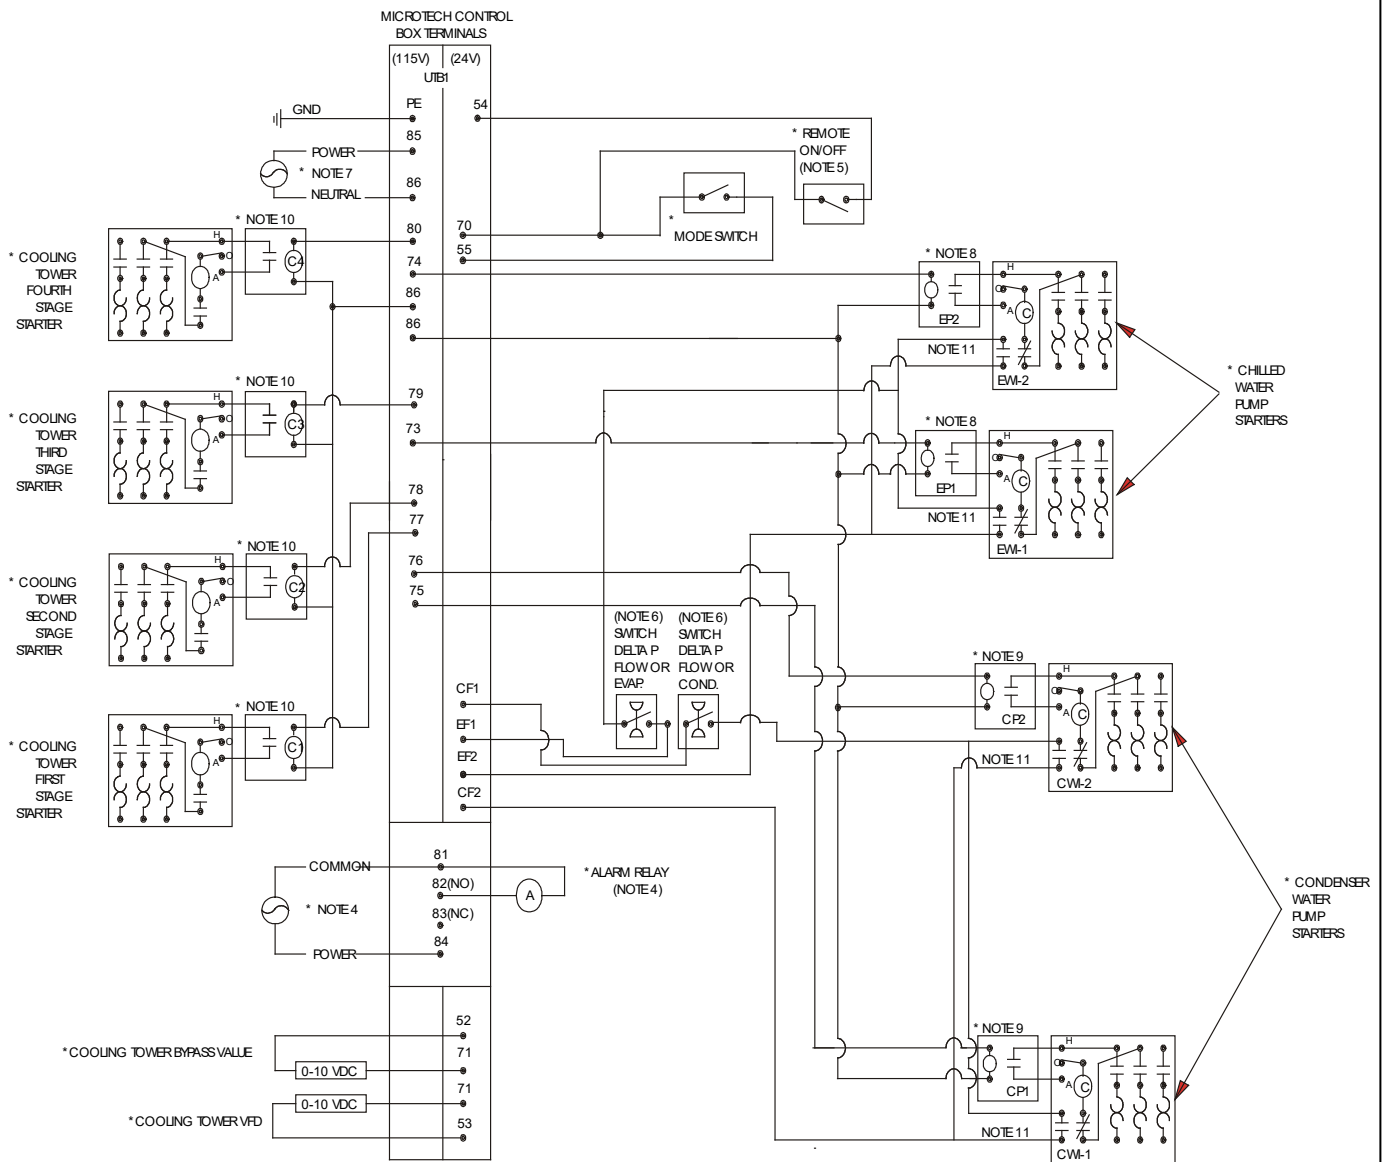 MICROTECH CONTROL
BOX TERMINALS
(115V) (24V)
UTB1
PE 54
GND
85
POWER
* NOTE 7
86
NEUTRAL
* REMOTE
ON/OFF
(NOTE 5)
*
MODE SWITCH
80 70
55
74
86
86
79
73
78
77
76
75
CF1
EF1
EF2
CF2
* NOTE 10
* COOLING
TOWER
FOURTH
STAGE
STARTER
H
O
A
C4
* NOTE 10
* COOLING
TOWER
THIRD
STAGE
STARTER
H
O
A
C3
* NOTE 10
* COOLING
TOWER
SECOND
STAGE
STARTER
H
O
A
C2
* NOTE 10
* COOLING
TOWER
FIRST
STAGE
STARTER
H
O
A
C1
* NOTE 8
EP2
H
O
A
C
NOTE 11
EWI-2
* NOTE 8
EP1
H
O
A
C
NOTE 11
EWI-1
* CHILLED
WATER
PUMP
STARTERS
(NOTE 6)
SWITCH
DELTA P
FLOW OR
EVAP.
(NOTE 6)
SWITCH
DELTA P
FLOW OR
COND.
* NOTE 9
CP2
H
O
A
C
NOTE 11
CWI-2
* NOTE 9
CP1
H
O
A
C
NOTE 11
CWI-1
* CONDENSER
WATER
PUMP
STARTERS
COMMON
81
82(NO)
A
* ALARM RELAY
(NOTE 4)
* NOTE 4
83(NC)
84
POWER
52
* COOLING TOWER BYPASS VALUE
71
0-10 VDC
71
0-10 VDC
* COOLING TOWER VFD
53